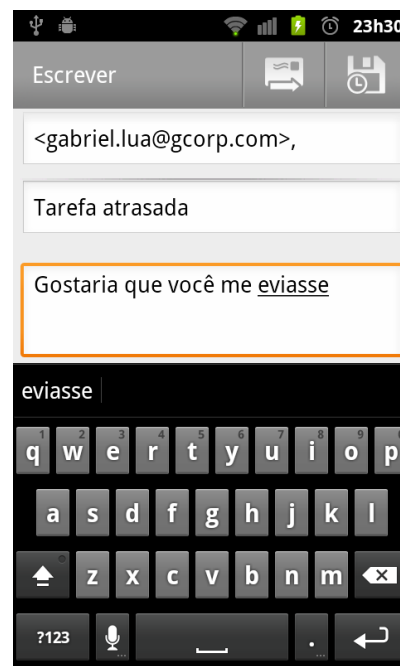 23h30
Escrever
<gabriel.lua@gcorp.com>,
Tarefa atrasada
Gostaria que você me eviasse
eviasse
1 2 3 4 5 6 7 8 9
q w e r t y u i o p
a s d f g h j k l
z x c v b n m
?123 ... . ...